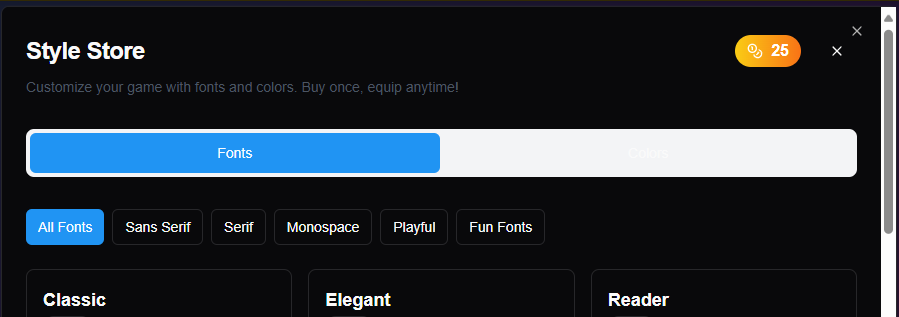 Style Store
25
Customize your game with fonts and colors. Buy once, equip anytime!
Fonts
Colors
All Fonts
Sans Serif
Serif
Monospace
Playful
Fun Fonts
Classic
Elegant
Reader